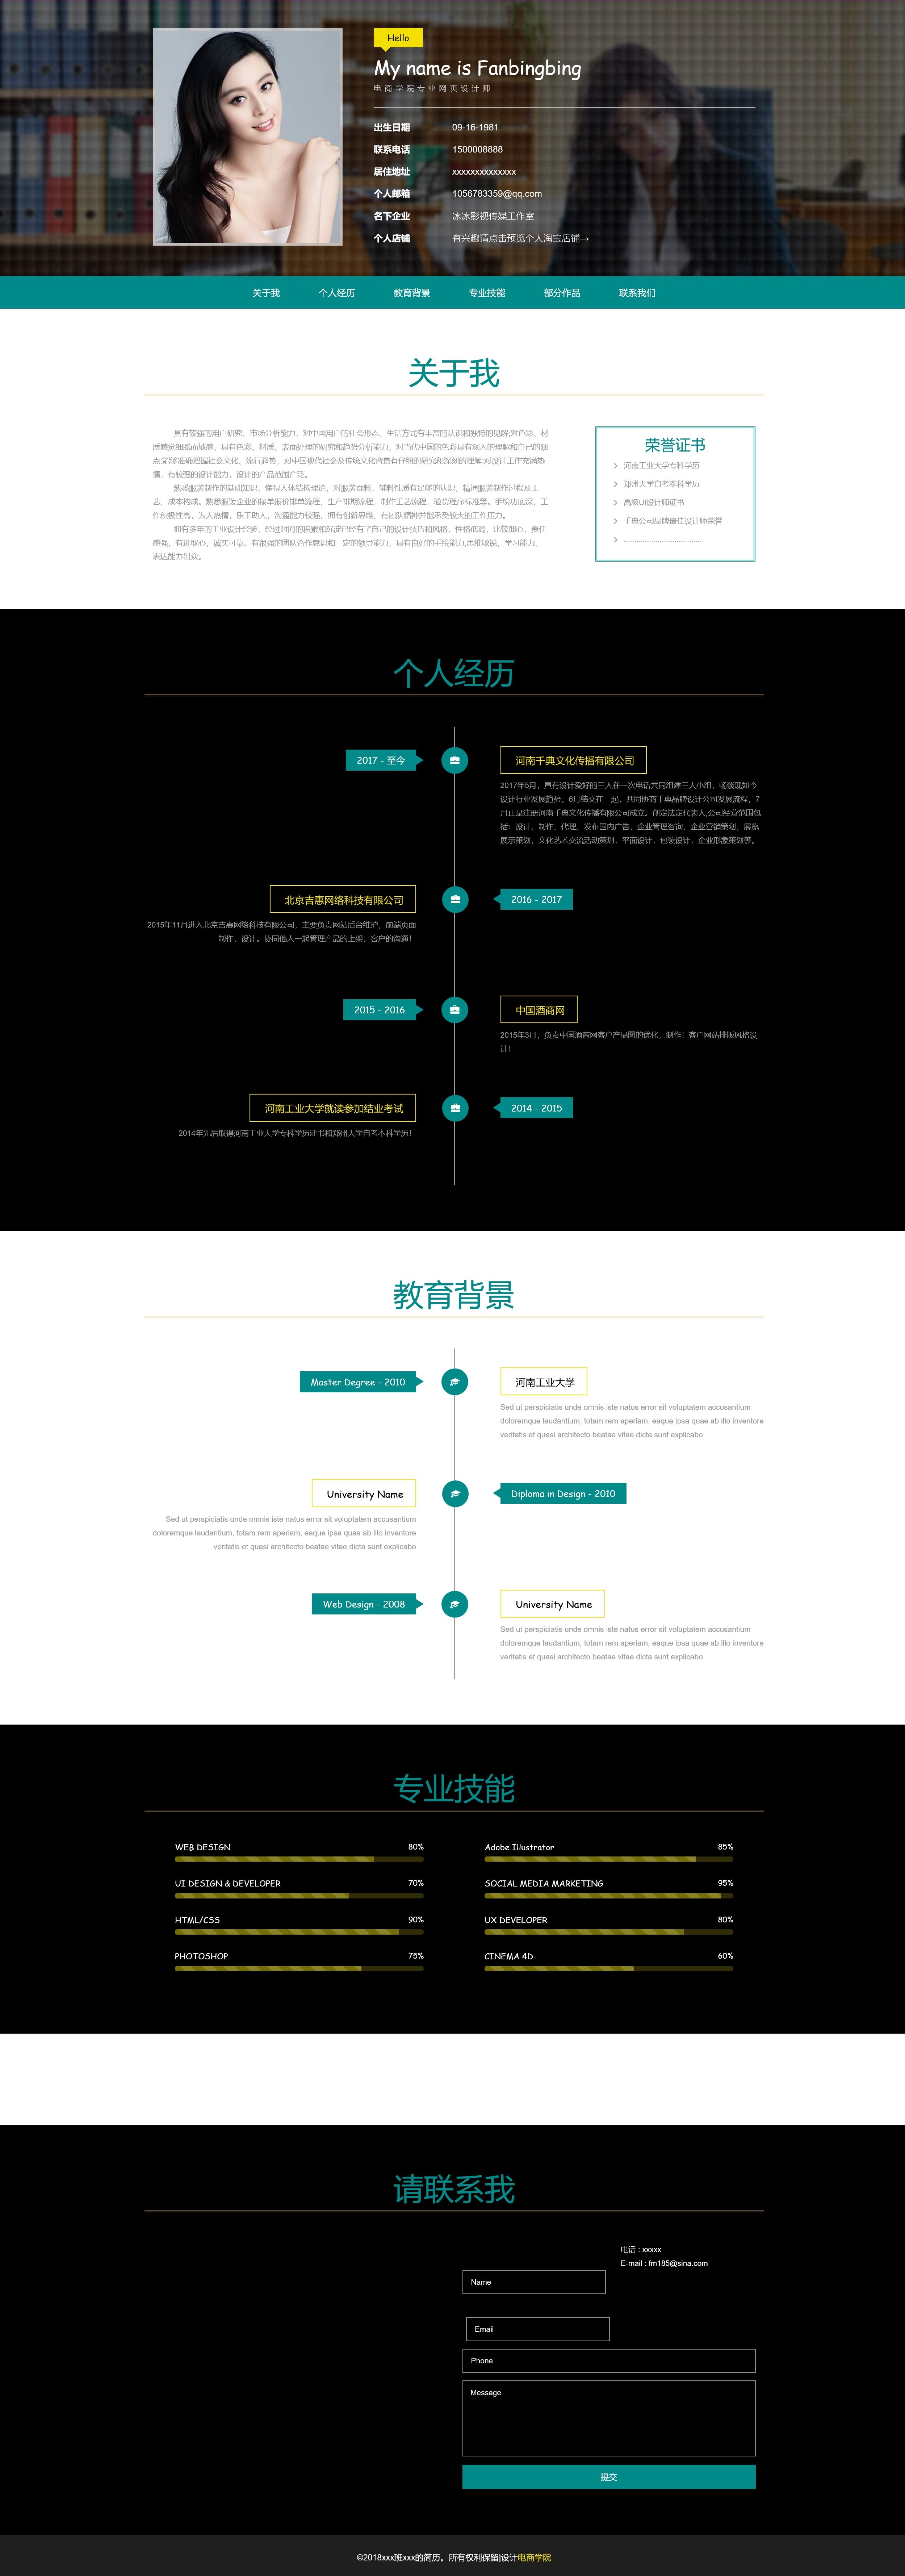 Hello
My name is Fanbingbing
电商学院专业网页设计师
出生日期 09-16-1981
联系电话 1500008888
居住地址 xxxxxxxxxxxxxx
个人邮箱 1056783359@qq.com
名下企业 冰冰影视传媒工作室
个人店铺 有兴趣请点击预览个人淘宝店铺→
关于我 个人经历 教育背景 专业技能 部分作品 联系我们
关于我
具有较强的用户研究、市场分析能力，对中国用户的社会形态、生活方式有丰富的认识和独特的见解;对色彩、材
质感觉细腻而敏感，具有色彩、材质、表面处理的研究和趋势分析能力，对当代中国的色彩具有深入的理解和自己的观
点;能够准确把握社会文化、流行趋势，对中国现代社会及传统文化背景有仔细的研究和深刻的理解;对设计工作充满热
情，有较强的设计能力，设计的产品范围广泛。
熟悉服装制作的基础知识，懂得人体结构理论，对服装面料，辅料性质有足够的认识，精通服装制作过程及工
艺，成本构成。熟悉服装企业的接单报价排单流程，生产排期流程，制作工艺流程，验货程序标准等。手绘功底深，工
作积极性高，为人热情，乐于助人，沟通能力较强，拥有创新思维，有团队精神并能承受较大的工作压力。
拥有多年的工业设计经验，经过时间的积累和沉淀已经有了自己的设计技巧和风格，性格低调，比较细心，责任
感强，有进取心，诚实可靠。有很强的团队合作意识和一定的领导能力，具有良好的手绘能力,思维敏锐，学习能力、
表达能力出众。
荣誉证书
河南工业大学专科学历
郑州大学自考本科学历
高级UI设计师证书
千典公司品牌最佳设计师荣誉
.......................................
个人经历
2017 - 至今
河南千典文化传播有限公司
2017年5月，具有设计爱好的三人在一次电话共同组建三人小组，畅谈现如今
设计行业发展趋势，6月结交在一起，共同协商千典品牌设计公司发展流程，7
月正是注册河南千典文化传播有限公司成立。创定法定代表人,公司经营范围包
括：设计、制作、代理、发布国内广告，企业管理咨询，企业营销策划，展览
展示策划，文化艺术交流活动策划，平面设计，包装设计，企业形象策划等。
北京吉惠网络科技有限公司
2016 - 2017
2015年11月进入北京吉惠网络科技有限公司，主要负责网站后台维护，前端页面
制作，设计。协同他人一起管理产品的上架，客户的沟通！
2015 - 2016
中国酒商网
2015年3月，负责中国酒商网客户产品图的优化，制作！客户网站排版风格设
计！
河南工业大学就读参加结业考试
2014 - 2015
2014年先后取得河南工业大学专科学历证书和郑州大学自考本科学历！
教育背景
Master Degree - 2010
河南工业大学
Sed ut perspiciatis unde omnis iste natus error sit voluptatem accusantium
doloremque laudantium, totam rem aperiam, eaque ipsa quae ab illo inventore
veritatis et quasi architecto beatae vitae dicta sunt explicabo
University Name
Diploma in Design - 2010
Sed ut perspiciatis unde omnis iste natus error sit voluptatem accusantium
doloremque laudantium, totam rem aperiam, eaque ipsa quae ab illo inventore
veritatis et quasi architecto beatae vitae dicta sunt explicabo
Web Design - 2008
University Name
Sed ut perspiciatis unde omnis iste natus error sit voluptatem accusantium
doloremque laudantium, totam rem aperiam, eaque ipsa quae ab illo inventore
veritatis et quasi architecto beatae vitae dicta sunt explicabo
专业技能
WEB DESIGN 80%
Adobe Illustrator 85%
UI DESIGN & DEVELOPER 70%
SOCIAL MEDIA MARKETING 95%
HTML/CSS 90%
UX DEVELOPER 80%
PHOTOSHOP 75%
CINEMA 4D 60%
请联系我
电话 : xxxxx
E-mail : fm185@sina.com
Name
Email
Phone
Message
提交
©2018xxx班xxx的简历。所有权利保留|设计电商学院